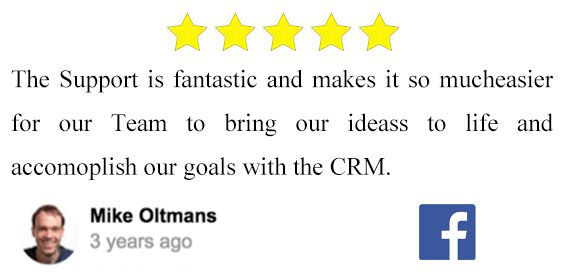 The Support is fantastic and makes it so mucheasier
for our Team to bring our ideass to life and
accomoplish our goals with the CRM.
Mike Oltmans
3 years ago
f